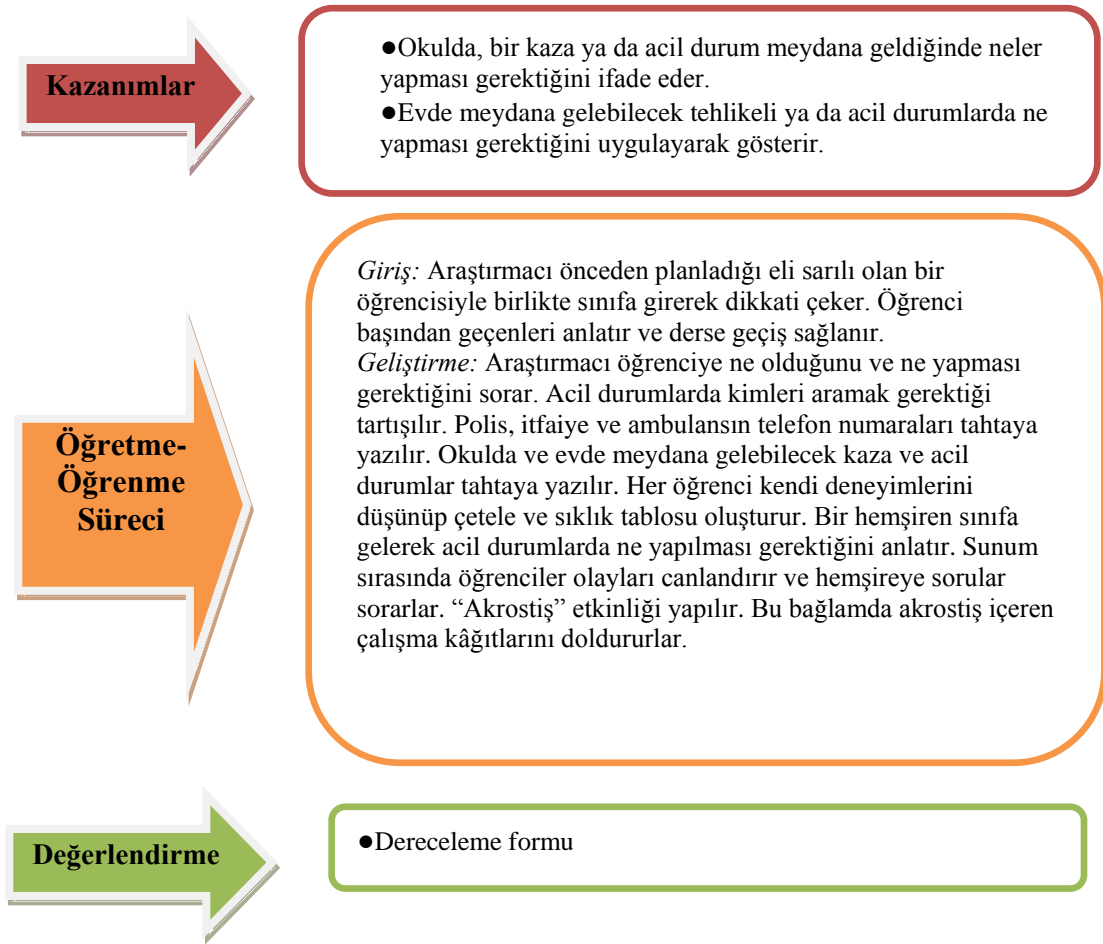 Kazanımlar
●Okulda, bir kaza ya da acil durum meydana geldiğinde neler
yapması gerektiğini ifade eder.
●Evde meydana gelebilecek tehlikeli ya da acil durumlarda ne
yapması gerektiğini uygulayarak gösterir.
Öğretme-
Öğrenme
Süreci
Giriş: Araştırmacı önceden planladığı eli sarılı olan bir
öğrencisiyle birlikte sınıfa girerek dikkati çeker. Öğrenci
başından geçenleri anlatır ve derse geçiş sağlanır.
Geliştirme: Araştırmacı öğrenciye ne olduğunu ve ne yapması
gerektiğini sorar. Acil durumlarda kimleri aramak gerektiği
tartışılır. Polis, itfaiye ve ambulansın telefon numaraları tahtaya
yazılır. Okulda ve evde meydana gelebilecek kaza ve acil
durumlar tahtaya yazılır. Her öğrenci kendi deneyimlerini
düşünüp çetele ve sıklık tablosu oluşturur. Bir hemşiren sınıfa
gelerek acil durumlarda ne yapılması gerektiğini anlatır. Sunum
sırasında öğrenciler olayları canlandırır ve hemşireye sorular
sorarlar. “Akrostiş” etkinliği yapılır. Bu bağlamda akrostiş içeren
çalışma kâğıtlarını doldururlar.
Değerlendirme
●Dereceleme formu